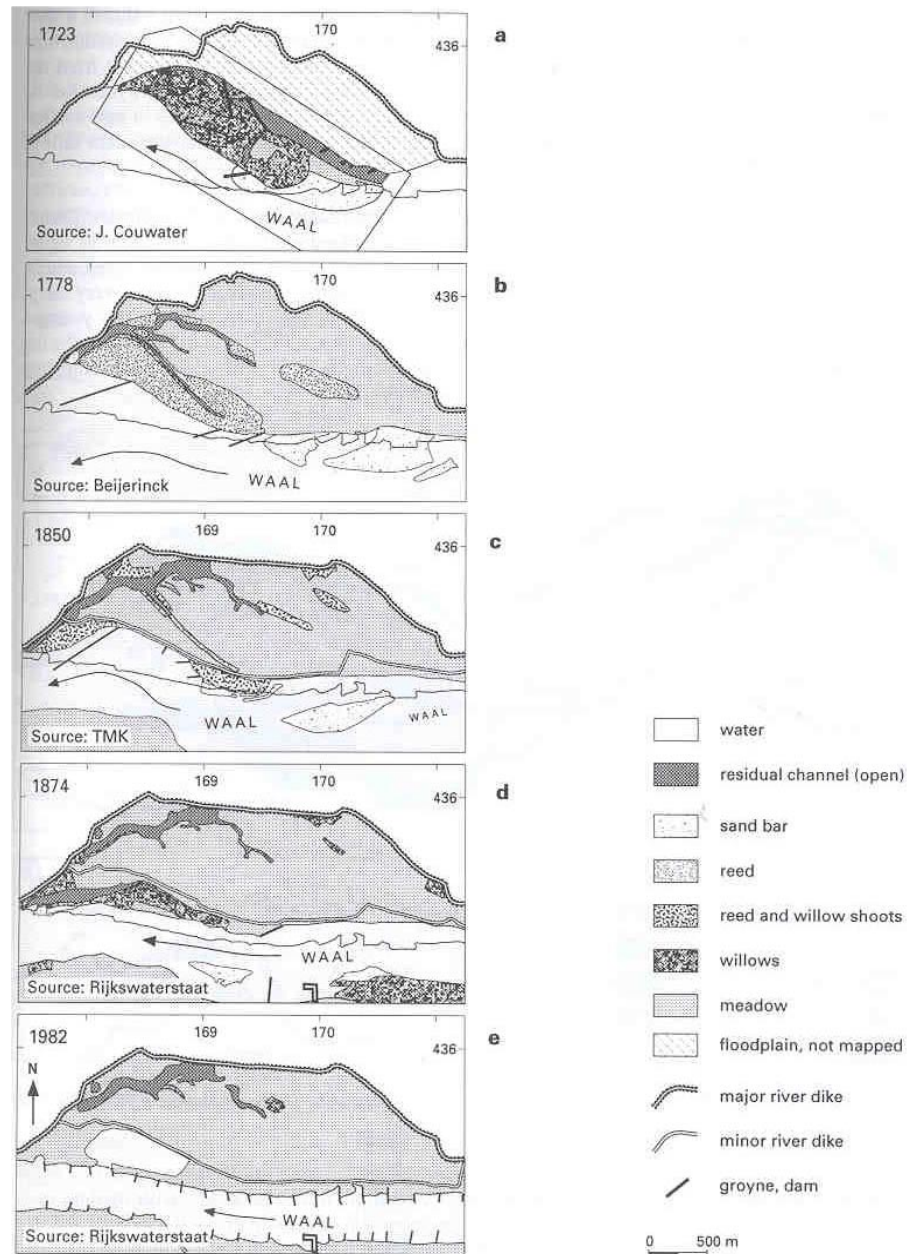 1723
170
436
a
WAAL
Source: J. Couwater
1778
170
436
b
WAAL
Source: Beijerinck
1850
169
170
436
c
WAAL
WAAL
Source: TMK
1874
169
170
436
d
WAAL
Source: Rijkswaterstaat
1982
169
170
436
e
N
WAAL
Source: Rijkswaterstaat
water
residual channel (open)
sand bar
reed
reed and willow shoots
willows
meadow
floodplain, not mapped
major river dike
minor river dike
groyne, dam
0 500 m